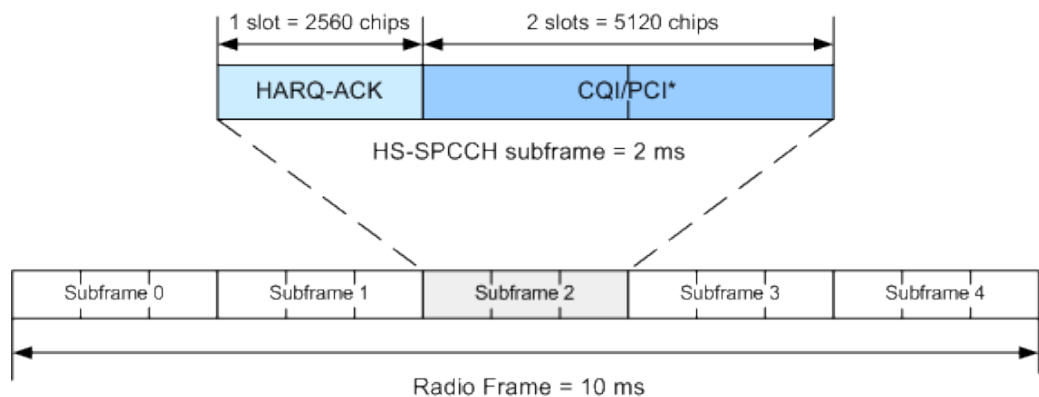 1 slot = 2560 chips
2 slots = 5120 chips
HARQ-ACK
CQI/PCI*
HS-SPCCH subframe = 2 ms
Subframe 0
Subframe 1
Subframe 2
Subframe 3
Subframe 4
Radio Frame = 10 ms